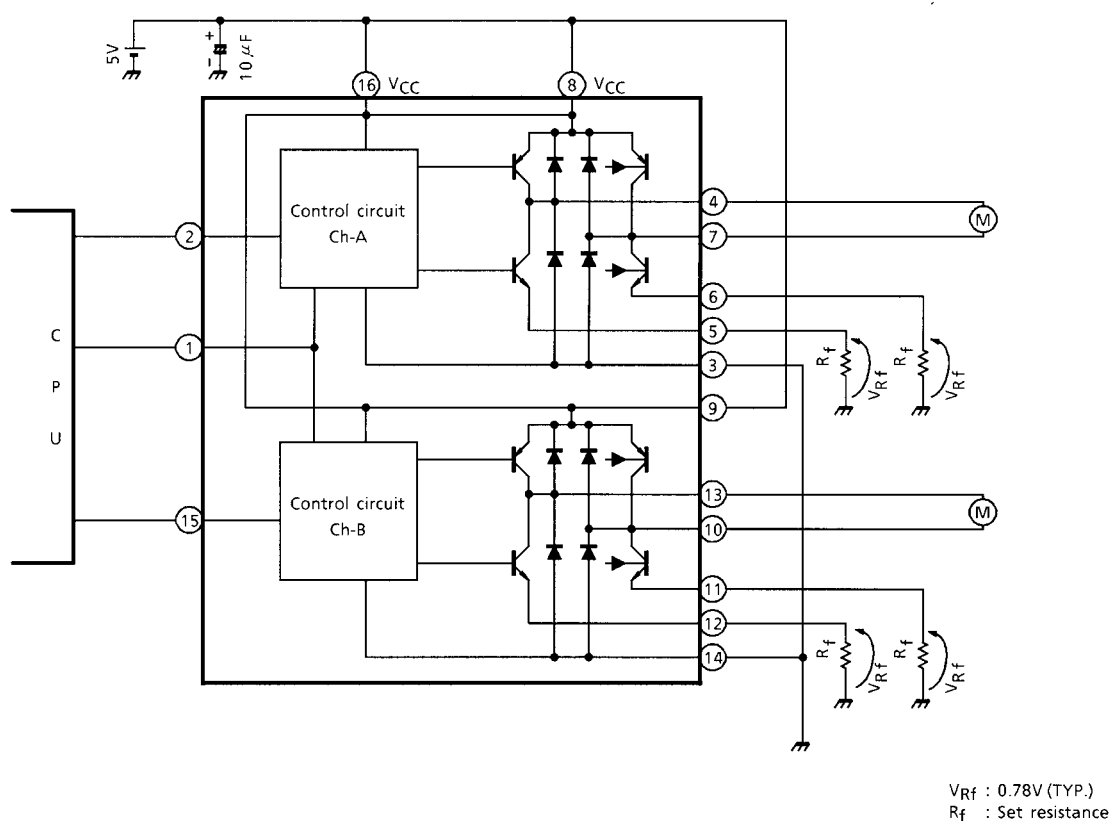 5V
+
-
10μF
16
VCC
8
VCC
Control circuit
Ch-A
4
M
7
2
6
5
Rf
VRf
Rf
VRf
C
P
U
1
3
9
Control circuit
Ch-B
13
M
10
15
11
12
14
Rf
VRf
Rf
VRf
VRf : 0.78V (TYP.)
Rf : Set resistance